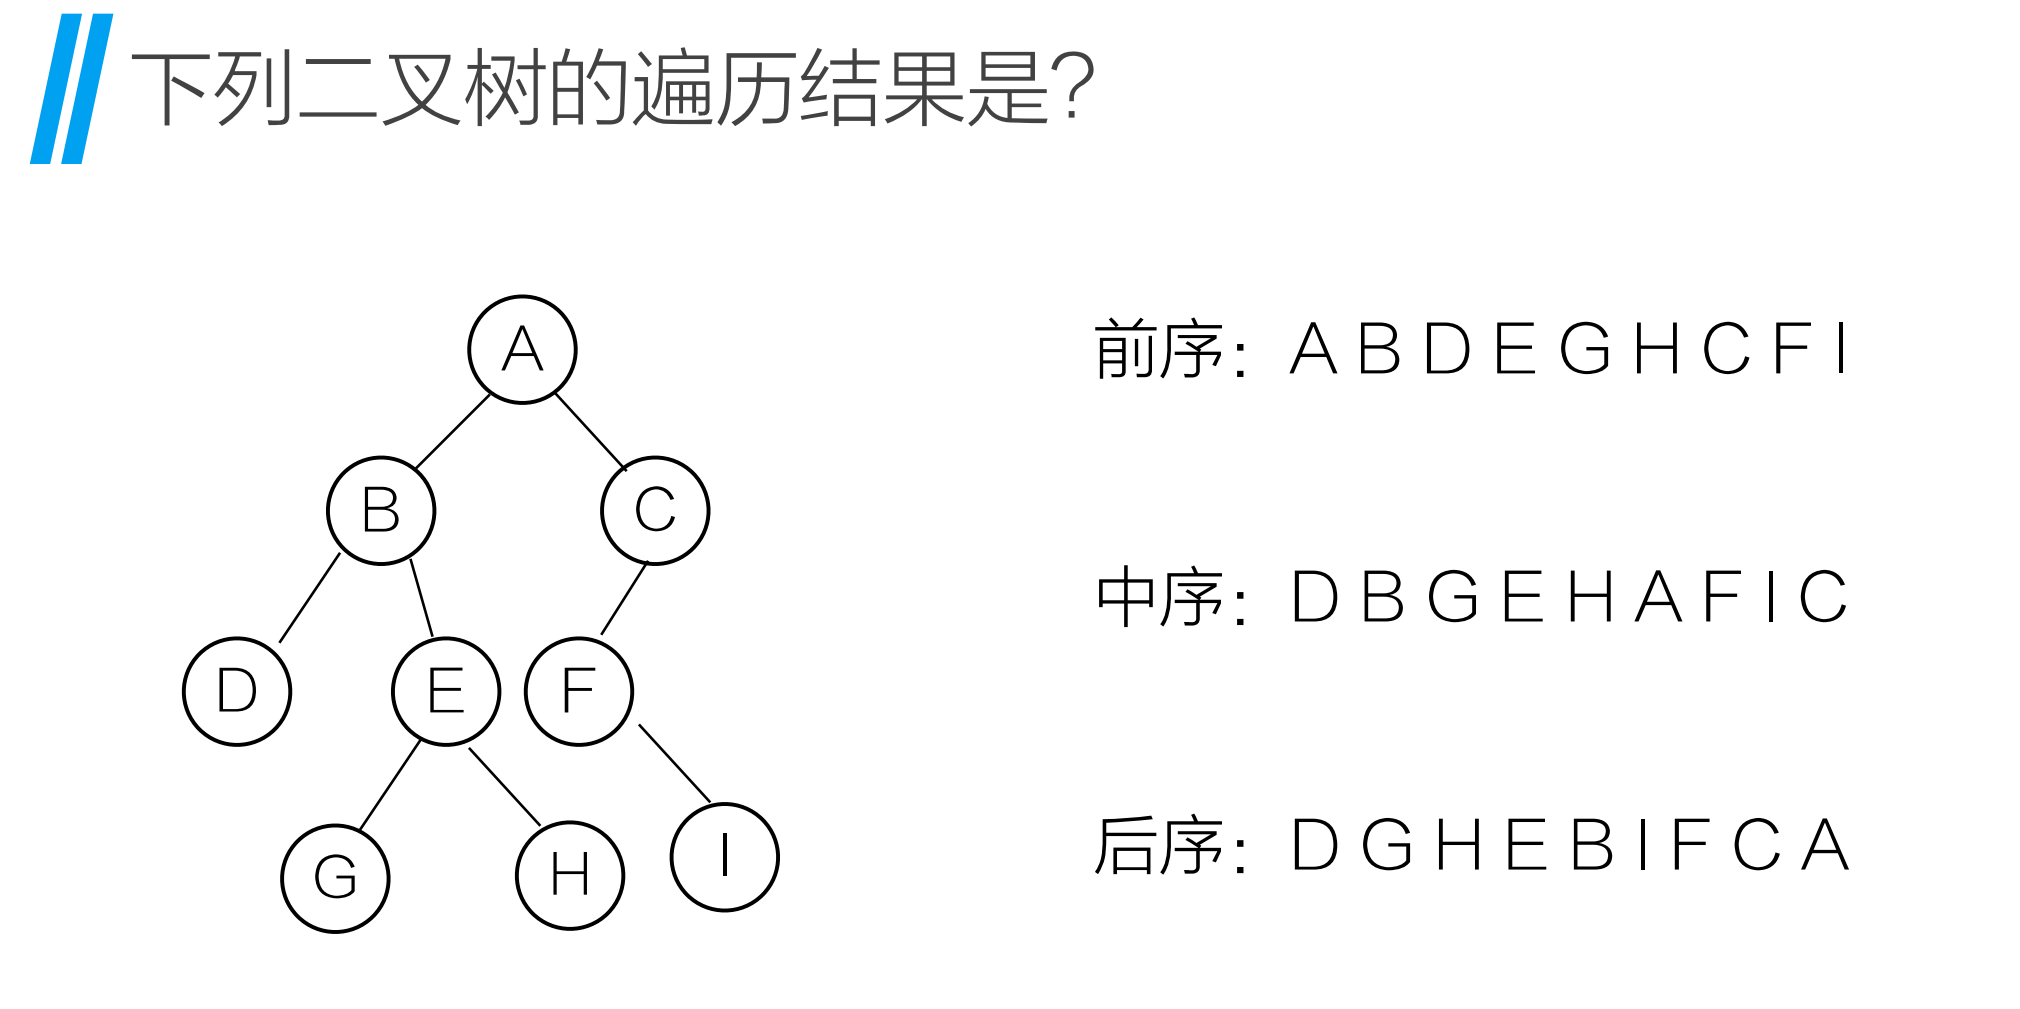 下列二叉树的遍历结果是?
A
B
C
D
E
F
G
H
I
前序: A B D E G H C F I
中序: D B G E H A F I C
后序: D G H E B I F C A